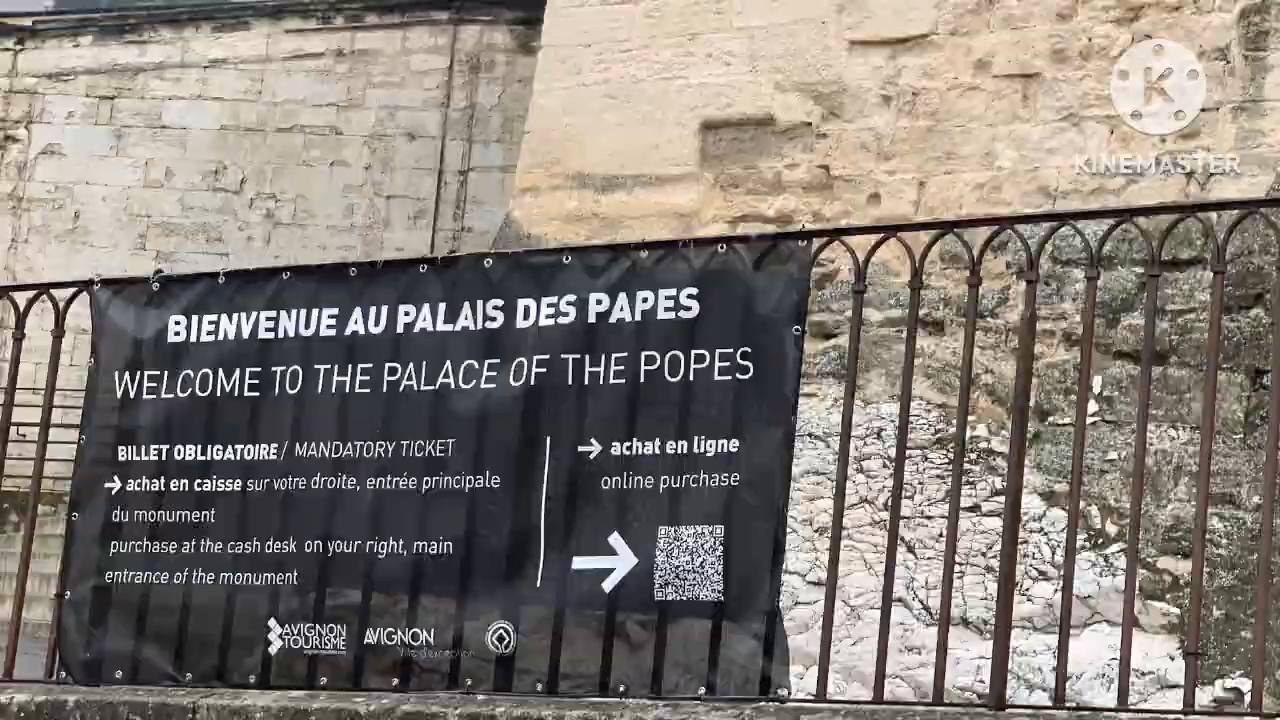 KINEMASTER
BIENVENUE AU PALAIS DES PAPES
WELCOME TO THE PALACE OF THE POPES
BILLET OBLIGATOIRE / MANDATORY TICKET
→ achat en caisse sur votre droite, entrée principale
du monument
purchase at the cash desk on your right, main
entrance of the monument
→ achat en ligne
online purchase
AVIGNON
TOURISME
AVIGNON
Ville d'exception